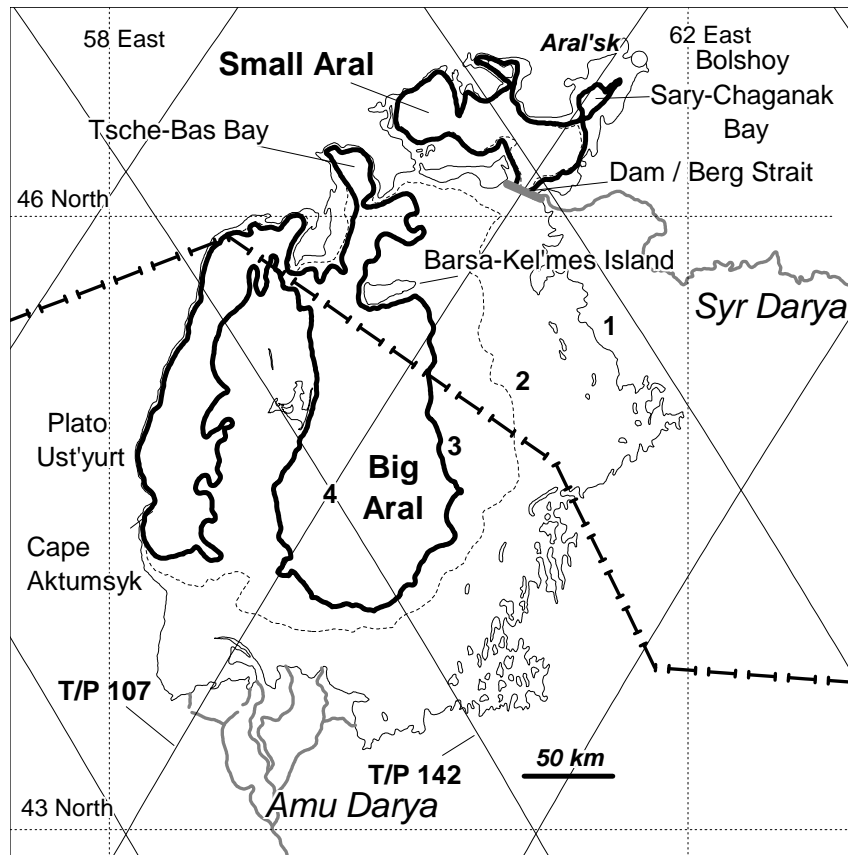 58 East
Aral'sk
62 East
Bolshoy
Small Aral
Sary-Chaganak
Bay
Tsche-Bas Bay
Dam / Berg Strait
46 North
Barsa-Kel'mes Island
Syr Darya
1
2
3
Plato
Ust'yurt
Big
Aral
4
Cape
Aktumsyk
T/P 107
50 km
T/P 142
43 North
Amu Darya